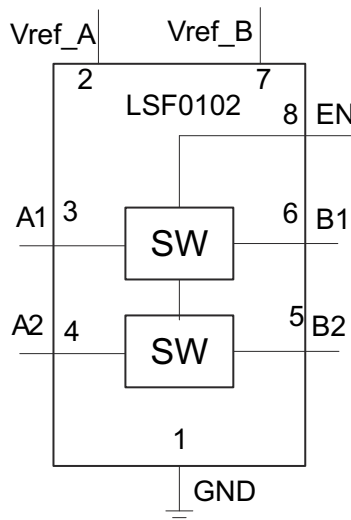 Vref_A Vref_B
2 7
LSF0102
8 EN
A1 3 6 B1
SW
A2 4 5 B2
SW
1
GND